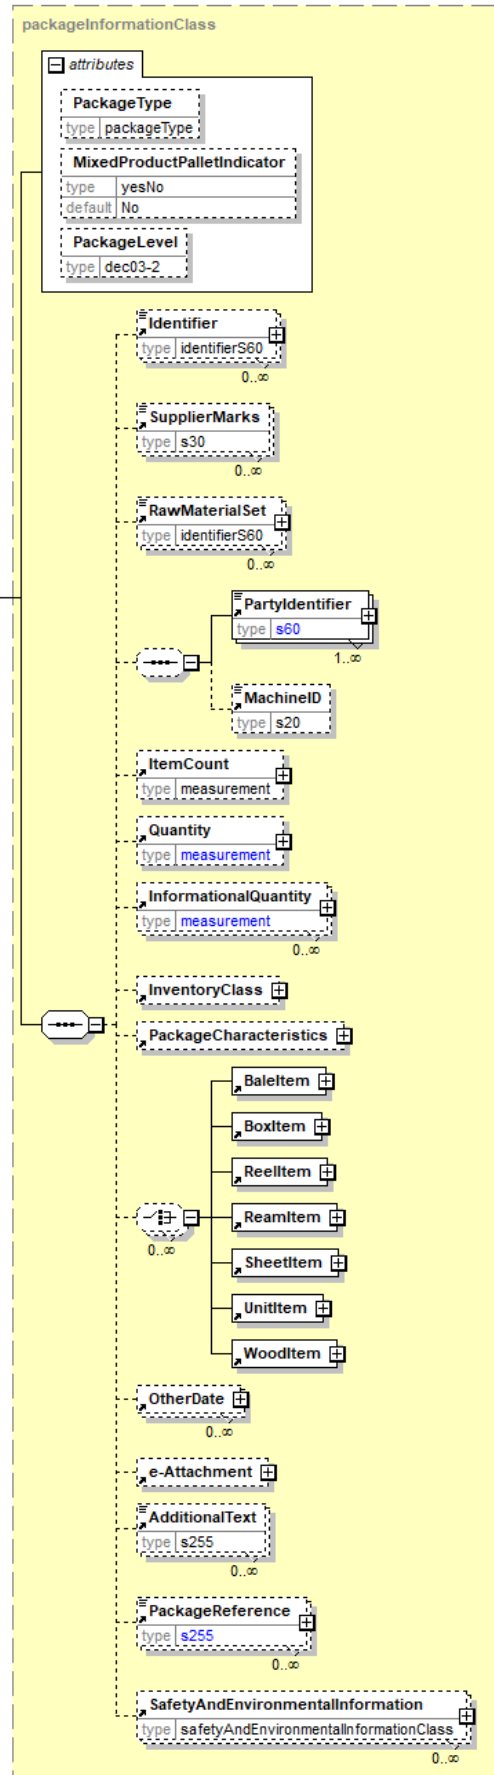 packageInformationClass
attributes
PackageType
type packageType
MixedProductPalletIndicator
type yesNo
default No
PackageLevel
type dec03-2
Identifier
type identifierS60
0..∞
SupplierMarks
type s30
0..∞
RawMaterialSet
type identifierS60
0..∞
PartyIdentifier
type s60
1..∞
MachineID
type s20
ItemCount
type measurement
Quantity
type measurement
InformationalQuantity
type measurement
0..∞
InventoryClass
PackageCharacteristics
BaleItem
BoxItem
ReelItem
ReamItem
0..∞
SheetItem
UnitItem
WoodItem
OtherDate
0..∞
e-Attachment
AdditionalText
type s255
0..∞
PackageReference
type s255
0..∞
SafetyAndEnvironmentalInformation
type safetyAndEnvironmentalInformationClass
0..∞